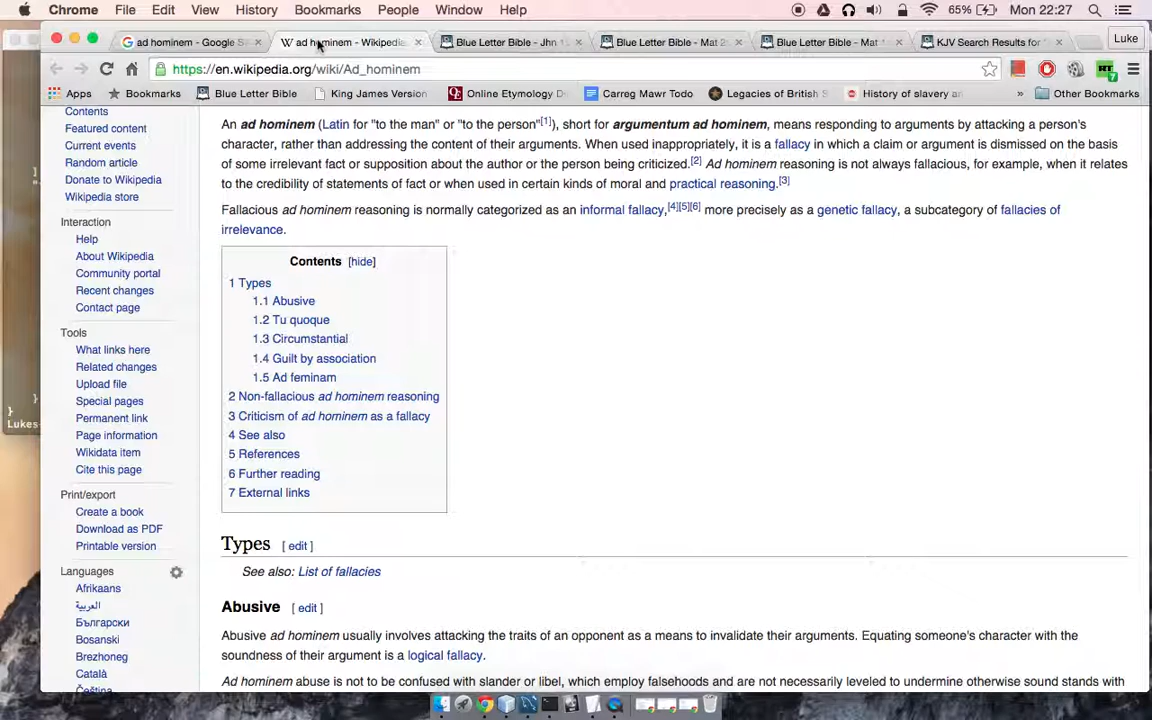 Chrome File Edit View History Bookmarks People Window Help 65% Mon 22:27
ad hominem - Google S ad hominem - Wikipedia Blue Letter Bible - Jhn 1 Blue Letter Bible - Mat 2 Blue Letter Bible - Mat KJV Search Results for Luke
https://en.wikipedia.org/wiki/Ad_hominem
Apps Bookmarks Blue Letter Bible King James Version Online Etymology D Carreg Mawr Todo Legacies of British S History of slavery an » Other Bookmarks
Contents
Featured content
Current events
Random article
Donate to Wikipedia
Wikipedia store
Interaction
Help
About Wikipedia
Community portal
Recent changes
Contact page
Tools
What links here
Related changes
Upload file
Special pages
Permanent link
Page information
Wikidata item
Cite this page
Print/export
Create a book
Download as PDF
Printable version
Languages
Afrikaans
العربية
Български
Bosanski
Brezhoneg
Català
Čeština
An ad hominem (Latin for "to the man" or "to the person"[1]), short for argumentum ad hominem, means responding to arguments by attacking a person's
character, rather than addressing the content of their arguments. When used inappropriately, it is a fallacy in which a claim or argument is dismissed on the basis
of some irrelevant fact or supposition about the author or the person being criticized.[2] Ad hominem reasoning is not always fallacious, for example, when it relates
to the credibility of statements of fact or when used in certain kinds of moral and practical reasoning.[3]
Fallacious ad hominem reasoning is normally categorized as an informal fallacy,[4][5][6] more precisely as a genetic fallacy, a subcategory of fallacies of
irrelevance.
Contents [hide]
1 Types
1.1 Abusive
1.2 Tu quoque
1.3 Circumstantial
1.4 Guilt by association
1.5 Ad feminam
2 Non-fallacious ad hominem reasoning
3 Criticism of ad hominem as a fallacy
4 See also
5 References
6 Further reading
7 External links
Types [ edit ]
See also: List of fallacies
Abusive [ edit ]
Abusive ad hominem usually involves attacking the traits of an opponent as a means to invalidate their arguments. Equating someone's character with the
soundness of their argument is a logical fallacy.
Ad hominem abuse is not to be confused with slander or libel, which employ falsehoods and are not necessarily leveled to undermine otherwise sound stands with
}
Lukes